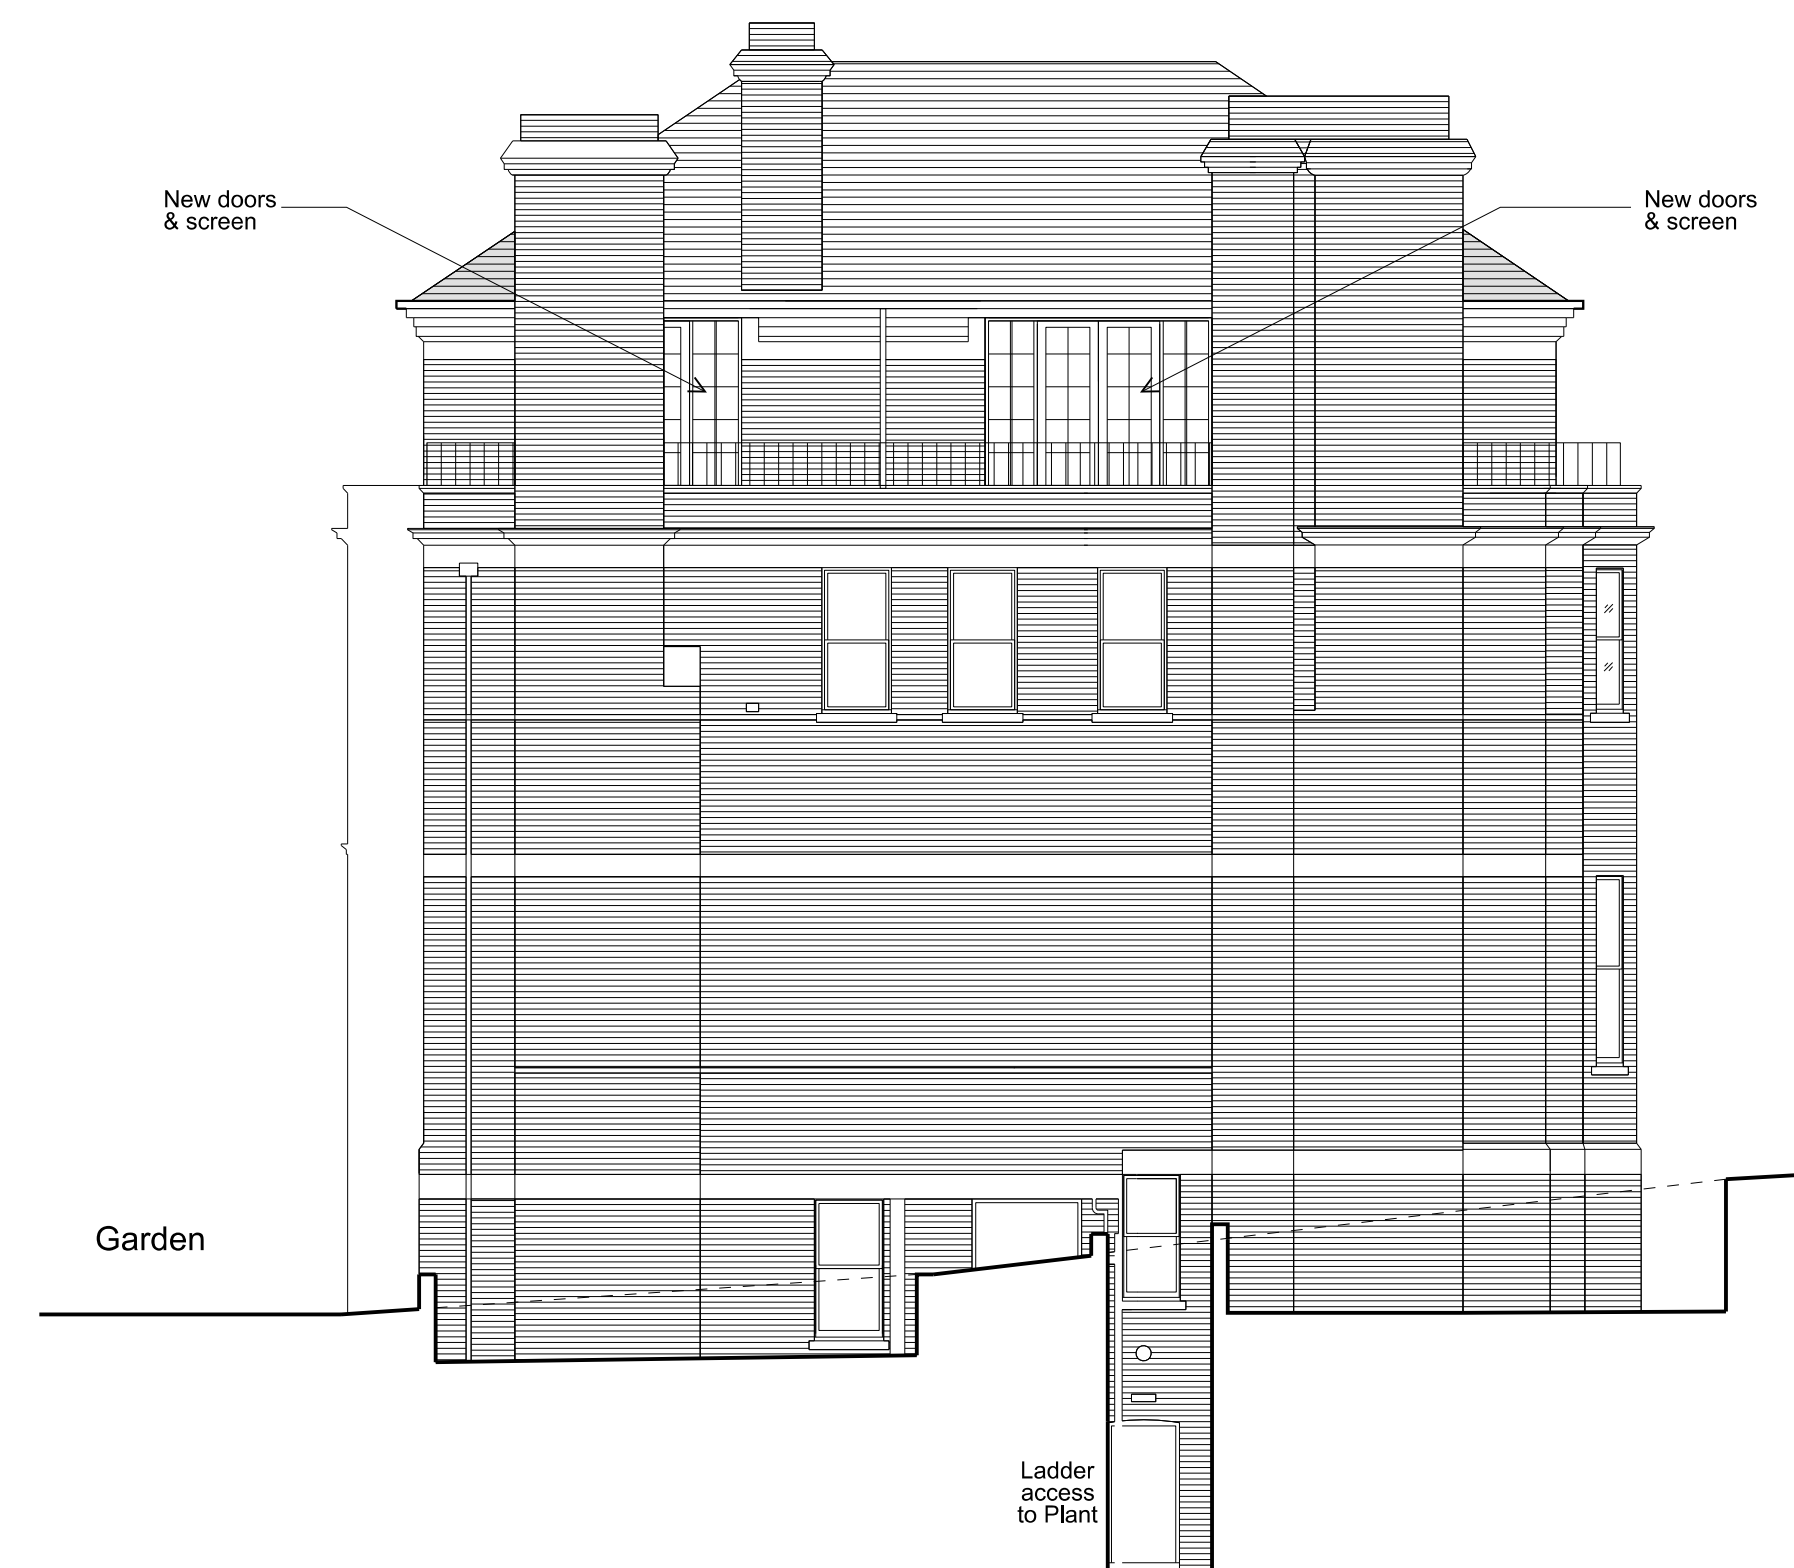 New doors
& screen
New doors
& screen
Garden
Ladder
access
to Plant